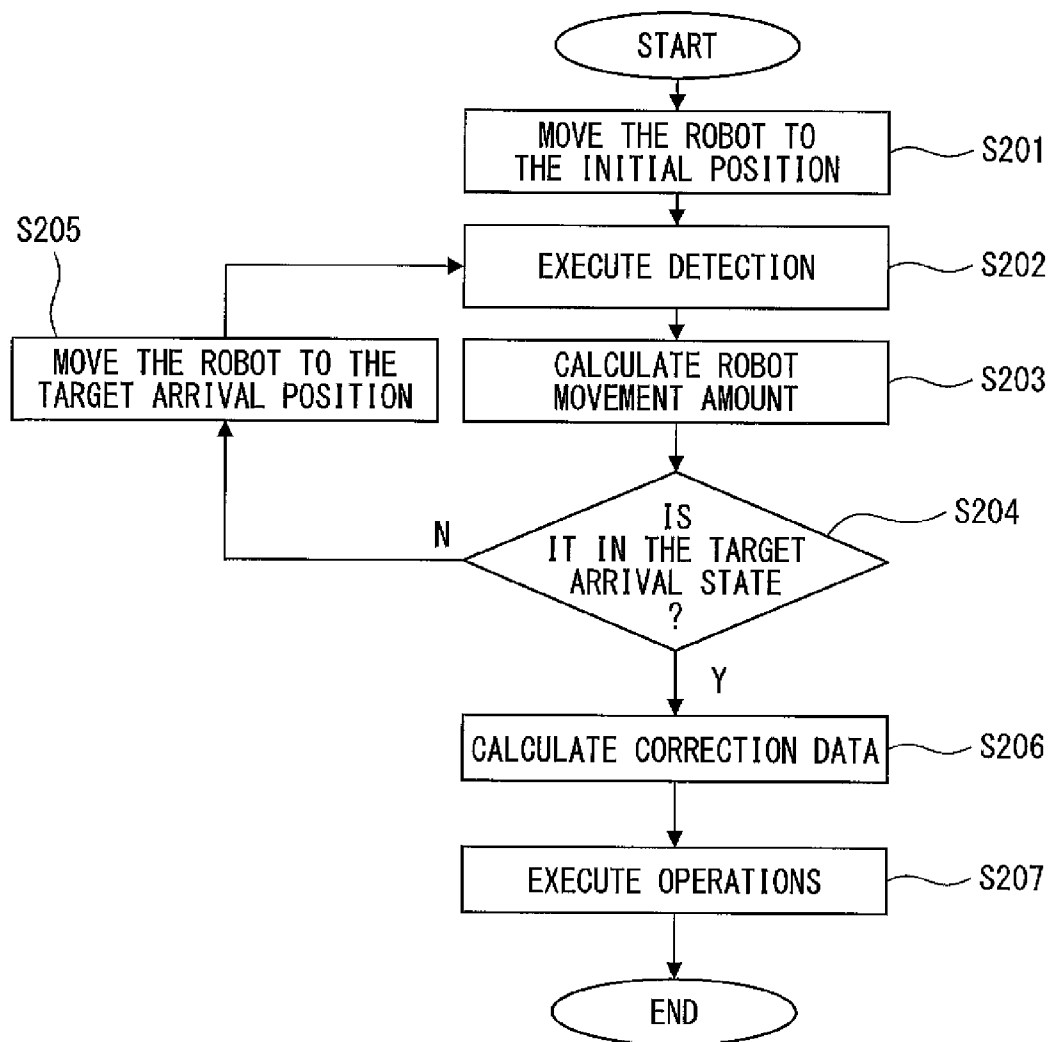 START
MOVE THE ROBOT TO
THE INITIAL POSITION
S201
S205
EXECUTE DETECTION
S202
MOVE THE ROBOT TO THE
TARGET ARRIVAL POSITION
CALCULATE ROBOT
MOVEMENT AMOUNT
S203
IS
IT IN THE TARGET
ARRIVAL STATE
?
S204
N
Y
CALCULATE CORRECTION DATA
S206
EXECUTE OPERATIONS
S207
END